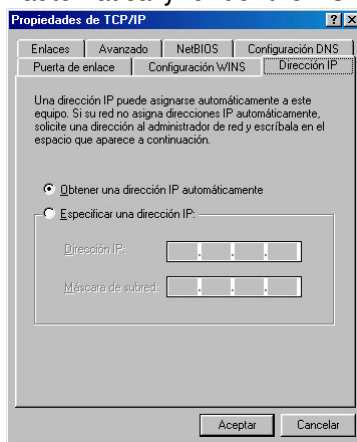 Propiedades de TCP/IP
Enlaces Avanzado NetBIOS Configuración DNS
Puerta de enlace Configuración WINS Dirección IP
Una dirección IP puede asignarse automáticamente a este
equipo. Si su red no asigna direcciones IP automáticamente,
solicite una dirección al administrador de red y escríbala en el
espacio que aparece a continuación.
Obtener una dirección IP automáticamente
Especificar una dirección IP:
Dirección IP:
Máscara de subred:
Aceptar Cancelar